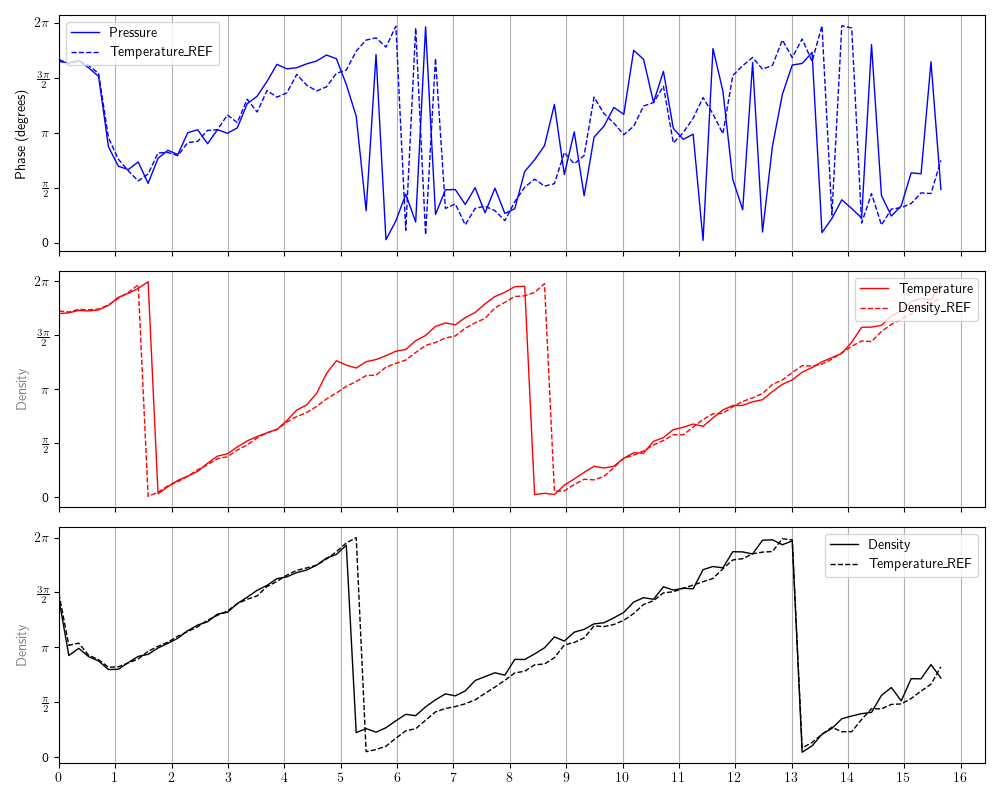 2π
3π/2
π
π/2
0
Phase (degrees)
Pressure
Temperature_REF
2π
3π/2
π
π/2
0
Density
Temperature
Density_REF
2π
3π/2
π
π/2
0
Density
Density
Temperature_REF
0 1 2 3 4 5 6 7 8 9 10 11 12 13 14 15 16